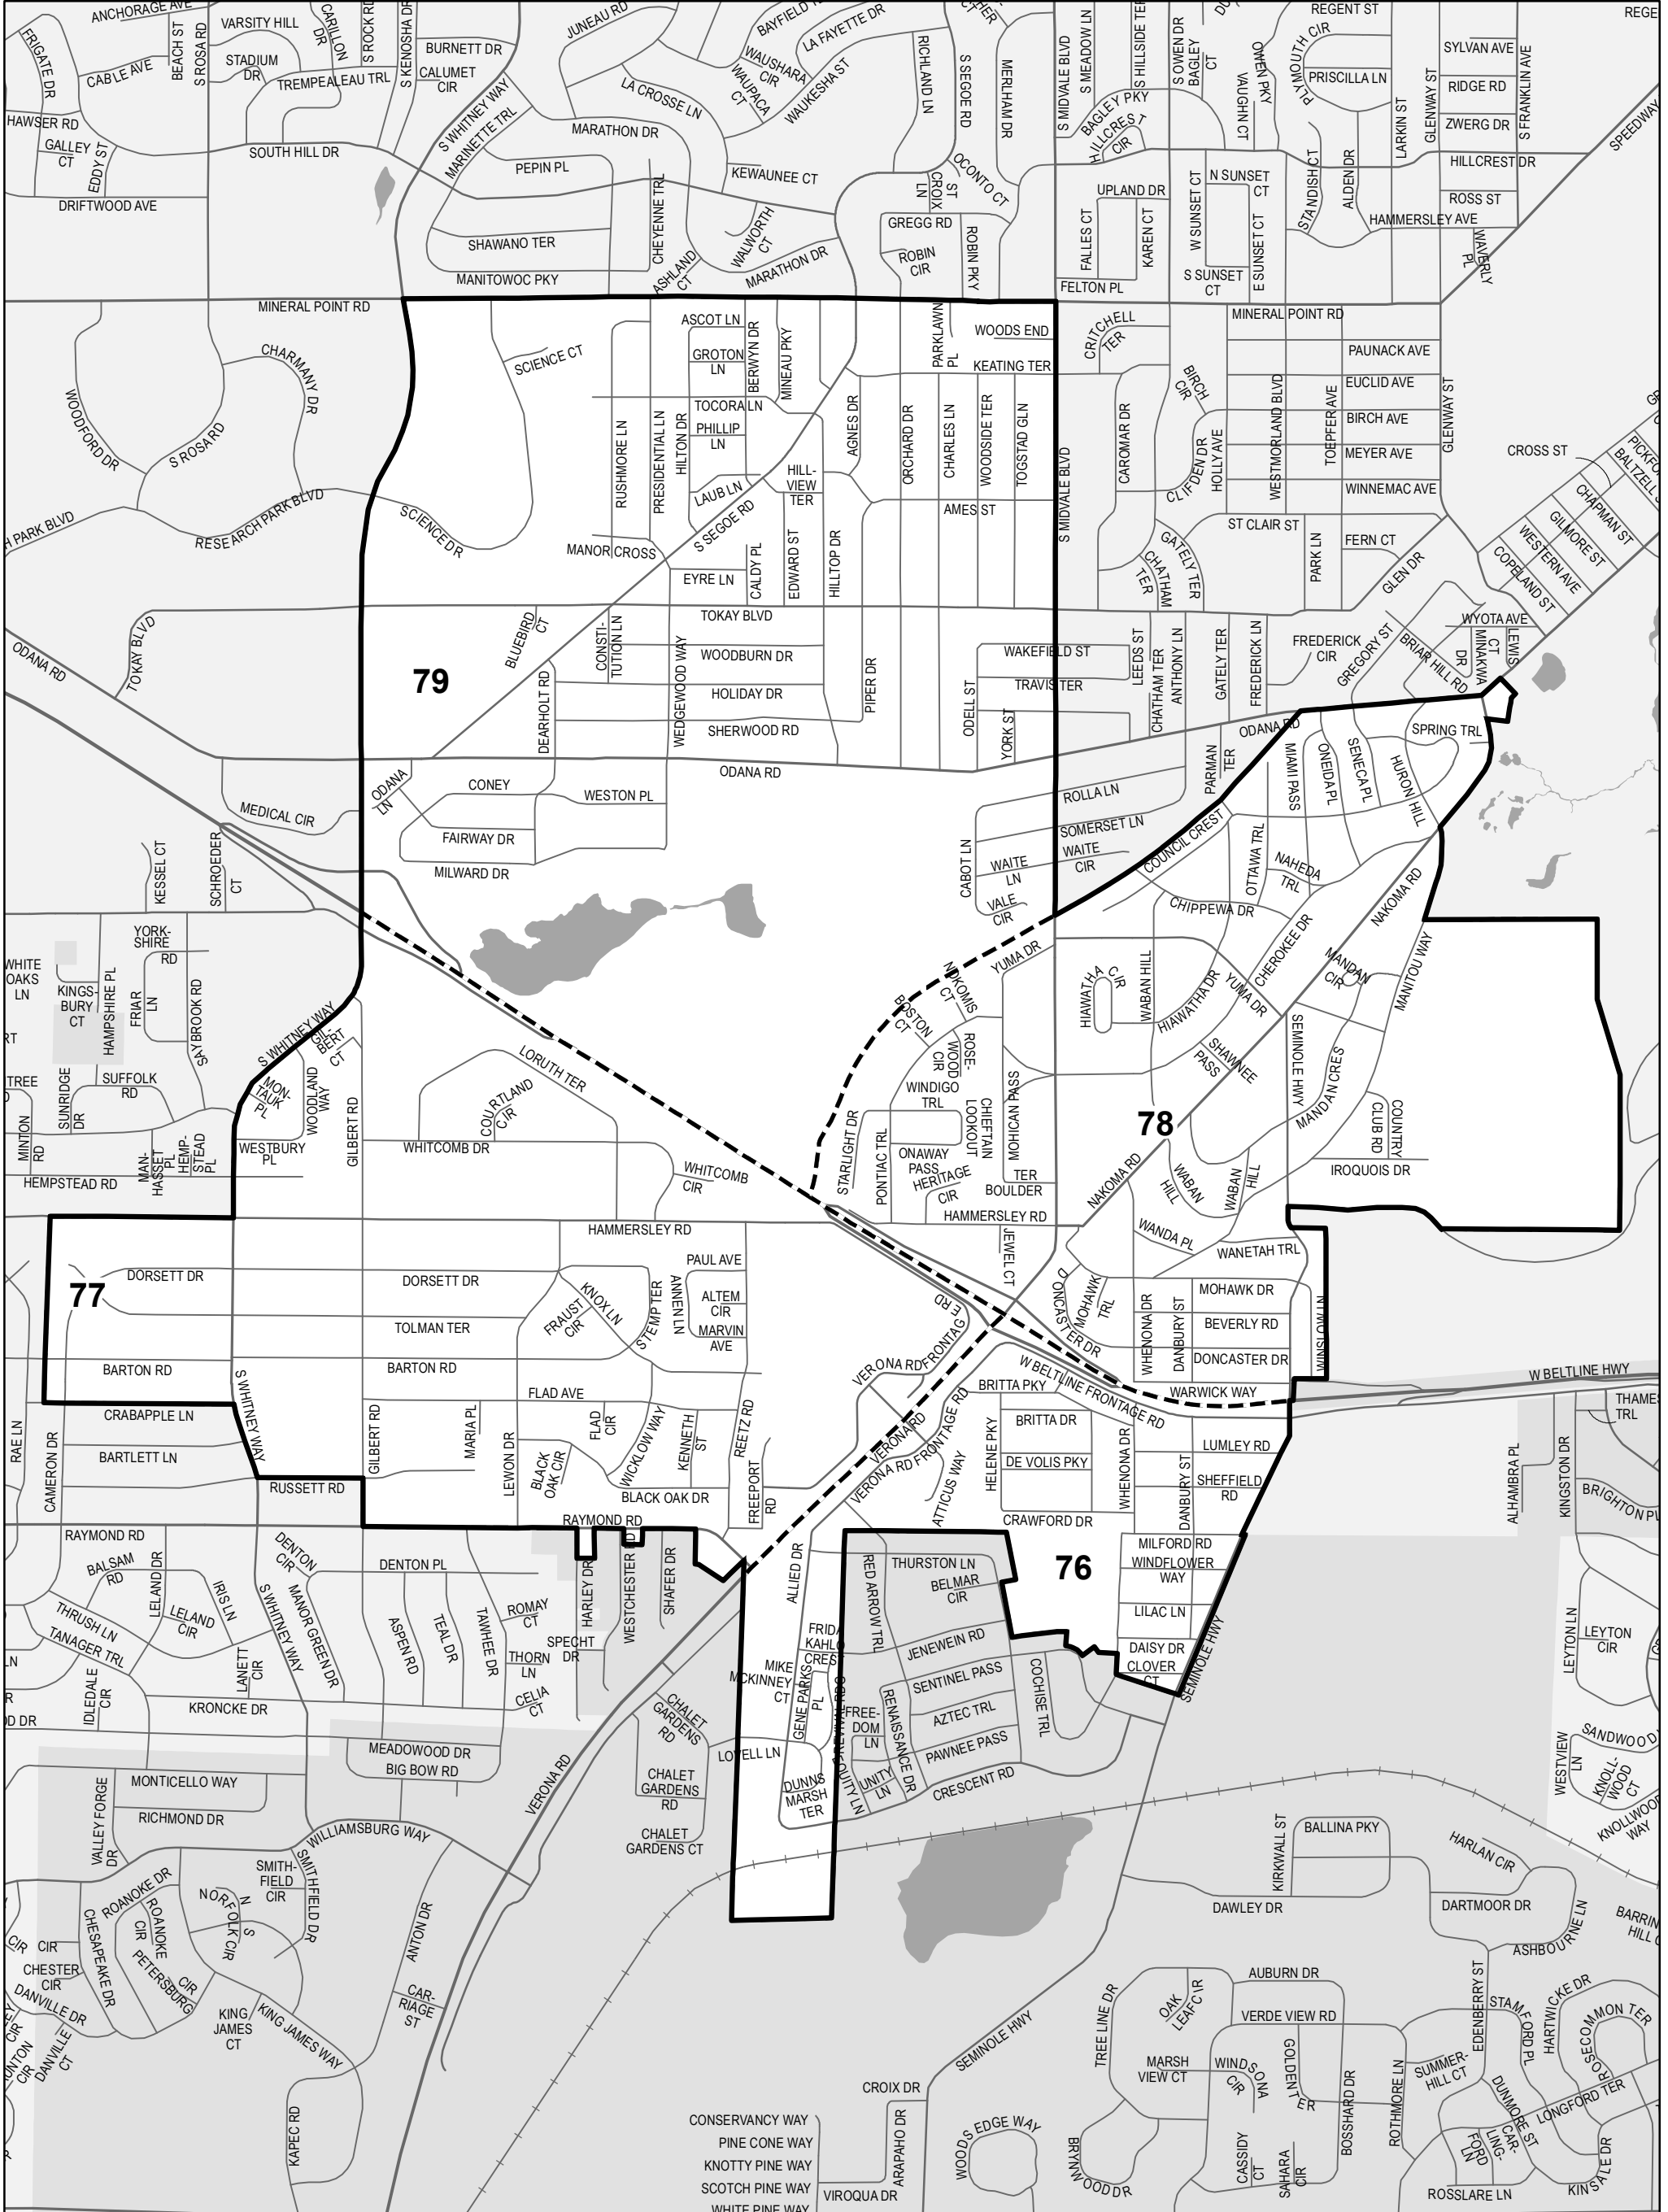 ANCHORAGE AVE
VARSITY HILL
CARILLON DR
S ROCK RD
S KENOSHA DR
FRIGATE DR
CABLE AVE
BEACH ST
S ROSA RD
STADIUM DR
TREMPEALEAU TRL
BURNETT DR
CALUMET CIR
JUNEAU RD
LA FAYETTE DR
WAUSHARA CIR
WAUPACA CT
WAUKESHA ST
LA CROSSE LN
RICHLAND LN
S SEGOE RD
MERLHAM DR
S MIDVALE BLVD
S MEADOW LN
S HILLSIDE TER
S OWEN DR
BAGLEY CT
BAGLEY PKY
HILLCREST CIR
VAUGHN CT
OWEN PKY
PLYMOUTH CIR
REGENT ST
PRISCILLA LN
SYLVAN AVE
RIDGE RD
ZWERG DR
HILLCREST DR
ROSS ST
HAMMERSLEY AVE
S FRANKLIN AVE
GLENWAY ST
LARKIN ST
SPEEDWAY
WAVERLY PL
HAWSER RD
GALLEY CT
EDDY ST
DRIFTWOOD AVE
SOUTH HILL DR
S WHITNEY WAY
MARINETTE TRL
MARATHON DR
PEPIN PL
KEWAUNEE CT
SHAWANO TER
MANITOWOC PKY
CHEYENNE TRL
ASHLAND CT
WALWORTH CT
MARATHON DR
ST CROIX LN
OCONTO CT
GREGG RD
ROBIN CIR
ROBIN PKY
UPLAND DR
FALLES CT
KAREN CT
FELTON PL
W SUNSET CT
N SUNSET CT
E SUNSET CT
S SUNSET CT
STANDISH CT
ALDEN DR
MINERAL POINT RD
MINERAL POINT RD
WOODFORD DR
CHARMANY DR
S ROSA RD
RESEARCH PARK BLVD
SCIENCE DR
SCIENCE CT
ASCOT LN
GROTON LN
BERWYN DR
MINEAU PKY
TOCORA LN
PHILLIP LN
RUSHMORE LN
PRESIDENTIAL LN
HILTON DR
LAUB LN
HILL-
VIEW
TER
S SEGOE RD
MANOR CROSS
EYRE LN
CALDY PL
EDWARD ST
HILLTOP DR
AGNES DR
ORCHARD DR
CHARLES LN
WOODSIDE TER
TOGSTAD GLN
PARKLAWN PL
WOODS END
KEATING TER
AMES ST
S MIDVALE BLVD
CRITCHELL TER
BIRCH CIR
CAROMAR DR
CLIFDEN DR
HOLLY AVE
WESTMORLAND BLVD
TOEPFER AVE
PAUNACK AVE
EUCLID AVE
BIRCH AVE
MEYER AVE
WINNEMAC AVE
GLENWAY ST
ST CLAIR ST
FERN CT
PARK LN
GLEN DR
GATELY TER
CHATHAM TER
CROSS ST
CHAPMAN ST
GILMORE ST
WESTERN AVE
COPELAND ST
WYOTA AVE
MINAKWA DR
LEWIS CT
BRIAR HILL RD
GREGORY ST
FREDERICK CIR
FREDERICK LN
GATELY TER
ANTHONY LN
CHATHAM TER
LEEDS ST
ODANA RD
TOKAY BLVD
TOKAY BLVD
79
BLUEBIRD CT
CONSTI-
TUTION LN
WOODBURN DR
HOLIDAY DR
SHERWOOD RD
DEARHOLT RD
WEDGEWOOD WAY
PIPER DR
WAKEFIELD ST
TRAVIS TER
ODELL ST
YORK ST
ODANA RD
ODANA RD
ODANA LN
CONEY
WESTON PL
FAIRWAY DR
MILWARD DR
MEDICAL CIR
KESSEL CT
SCHROEDER CT
ROLLA LN
SOMERSET LN
CABOT LN
WAITE LN
WAITE CIR
VALE CIR
PARMAN TER
COUNCIL CREST
MIAMI PASS
ONEIDA PL
SENECA PL
HURON HILL
SPRING TRL
OTTAWA TRL
NAHEDA TRL
CHIPPEWA DR
CHEROKEE DR
NAKOMA RD
MANITOU WAY
MANDAN CIR
YORK-
SHIRE
RD
WHITE
OAKS
LN
KINGS-
BURY
CT
HAMPSHIRE PL
FRIAR LN
SAYBROOK RD
SUFFOLK RD
SUNRIDGE DR
MINTON RD
MAN-
HASSET
PL
HEMP-
STEAD
PL
HEMPSTEAD RD
S WHITNEY WAY
GIL-
BERT
CT
MON-
TAUK
PL
WOODLAND WAY
WESTBURY PL
GILBERT RD
WHITCOMB DR
COURTLAND CIR
LORUTH TER
WHITCOMB CIR
YUMA DR
NOKOMIS CT
BOSTON CT
ROSE-
WOOD
CIR
WINDIGO TRL
STARLIGHT DR
PONTIAC TRL
CHIEFTAIN LOOKOUT
MOHICAN PASS
ONAWAY PASS
HERITAGE CIR
BOULDER TER
HAMMERSLEY RD
HIAWATHA CIR
WABAN HILL
HIAWATHA DR
YUMA DR
SHAWNEE PASS
SEMINOLE HWY
MANDAN CRES
COUNTRY CLUB RD
IROQUOIS DR
78
NAKOMA RD
WABAN HILL
WABAN HILL
WANDA PL
WANETAH TRL
JEWEL CT
MOHAWK TRL
MOHAWK DR
BEVERLY RD
DONCASTER DR
DONCASTER DR
WHENONA DR
DANBURY ST
WINSLOW LN
WARWICK WAY
HAMMERSLEY RD
77
DORSETT DR
DORSETT DR
TOLMAN TER
BARTON RD
BARTON RD
FRAUST CIR
KNOX LN
STEMP TER
ANNEN LN
PAUL AVE
ALTEM CIR
MARVIN AVE
FLAD AVE
FLAD CIR
CRABAPPLE LN
BARTLETT LN
CAMERON DR
RAE LN
RUSSETT RD
S WHITNEY WAY
GILBERT RD
MARIA PL
LEWON DR
BLACK OAK CIR
WICKLOW WAY
KENNETH ST
REETZ RD
FREEPORT RD
BLACK OAK DR
RAYMOND RD
RAYMOND RD
VERONA RD FRONTAGE RD
VERONA RD
VERONA RD FRONTAGE RD
W BELTLINE FRONTAGE RD
W BELTLINE HWY
BRITTA PKY
BRITTA DR
HELENE PKY
DE VOLIS PKY
ATTICUS WAY
WHENONA DR
DANBURY ST
LUMLEY RD
SHEFFIELD RD
CRAWFORD DR
THAMES TRL
ALHAMBRA PL
KINGSTON DR
76
MILFORD RD
WINDFLOWER WAY
LILAC LN
DAISY DR
CLOVER CT
SEMINOLE HWY
ALLIED DR
RED ARROW TRL
THURSTON LN
BELMAR CIR
JENEWEIN RD
SENTINEL PASS
AZTEC TRL
PAWNEE PASS
COCHISE TRL
CRESCENT RD
RENAISSANCE DR
FREE-
DOM
LN
UNITY LN
EQUITY LN
FRIDA
KAHLO
CRES
MIKE
MCKINNEY
CT
GENE PARKS PL
LOVELL LN
DUNNS
MARSH
TER
BALSAM RD
LELAND DR
IRIS LN
LELAND CIR
THRUSH LN
TANAGER TRL
IDLEDALE CIR
LANETT CIR
DENTON CIR
DENTON PL
MANOR GREEN DR
S WHITNEY WAY
ASPEN RD
TEAL DR
TAWHEE DR
ROMAY CT
THORN LN
CELIA CT
SPECHT DR
HARLEY DR
WESTCHESTER RD
SHAFER DR
KRONCKE DR
MEADOWOOD DR
BIG BOW RD
MONTICELLO WAY
RICHMOND DR
VALLEY FORGE DR
VERONA RD
CHALET GARDENS RD
CHALET
GARDENS
RD
CHALET
GARDENS CT
WILLIAMSBURG WAY
SMITH-
FIELD
CIR
SMITHFIELD DR
ROANOKE DR
ROANOKE CIR
N
NORFOLK CIR
S
CHESAPEAKE DR
PETERSBURG CIR
CHESTER CIR
DANVILLE DR
DANVILLE CT
KING
JAMES
CT
KING JAMES WAY
ANTON DR
CAR-
RIAGE
ST
KAPEC RD
LEYTON LN
LEYTON CIR
WESTVIEW LN
KNOLL-
WOOD
CT
KNOLLWOOD WAY
KIRKWALL ST
BALLINA PKY
HARLAN CIR
DAWLEY DR
DARTMOOR DR
ASHBOURNE LN
TREE LINE DR
OAK LEAF CIR
AUBURN DR
VERDE VIEW RD
MARSH
VIEW CT
WINDSONA CIR
GOLDEN TER
BOSSHARD DR
ROTHMORE LN
SUMMER-
HILL CT
EDENBERRY ST
STAMFORD PL
HARTWICKE DR
ROSECOMMON TER
DUNMORE ST
LONGFORD TER
CAR-
LING-
FORD
LN
ROSSLARE LN
KINSALE DR
CASSIDY CT
SAHARA CIR
BRYNWOOD DR
WOODS EDGE WAY
SEMINOLE HWY
CROIX DR
ARAPAHO DR
CONSERVANCY WAY
PINE CONE WAY
KNOTTY PINE WAY
SCOTCH PINE WAY
WHITE PINE WAY
VIROQUA DR